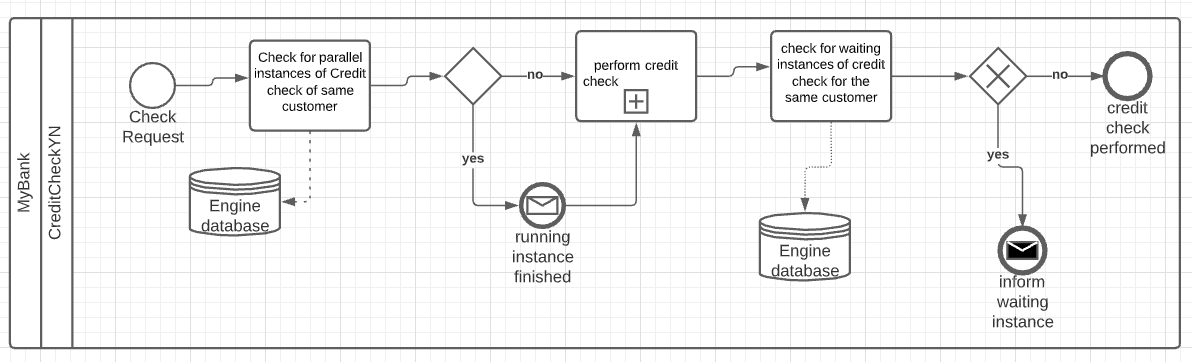 MyBank
CreditCheckYN
Check
Request
Check for parallel
instances of Credit
check of same
customer
Engine
database
no
yes
running
instance
finished
perform credit
check
check for waiting
instances of credit
check for the
same customer
Engine
database
no
yes
credit
check
performed
inform
waiting
instance